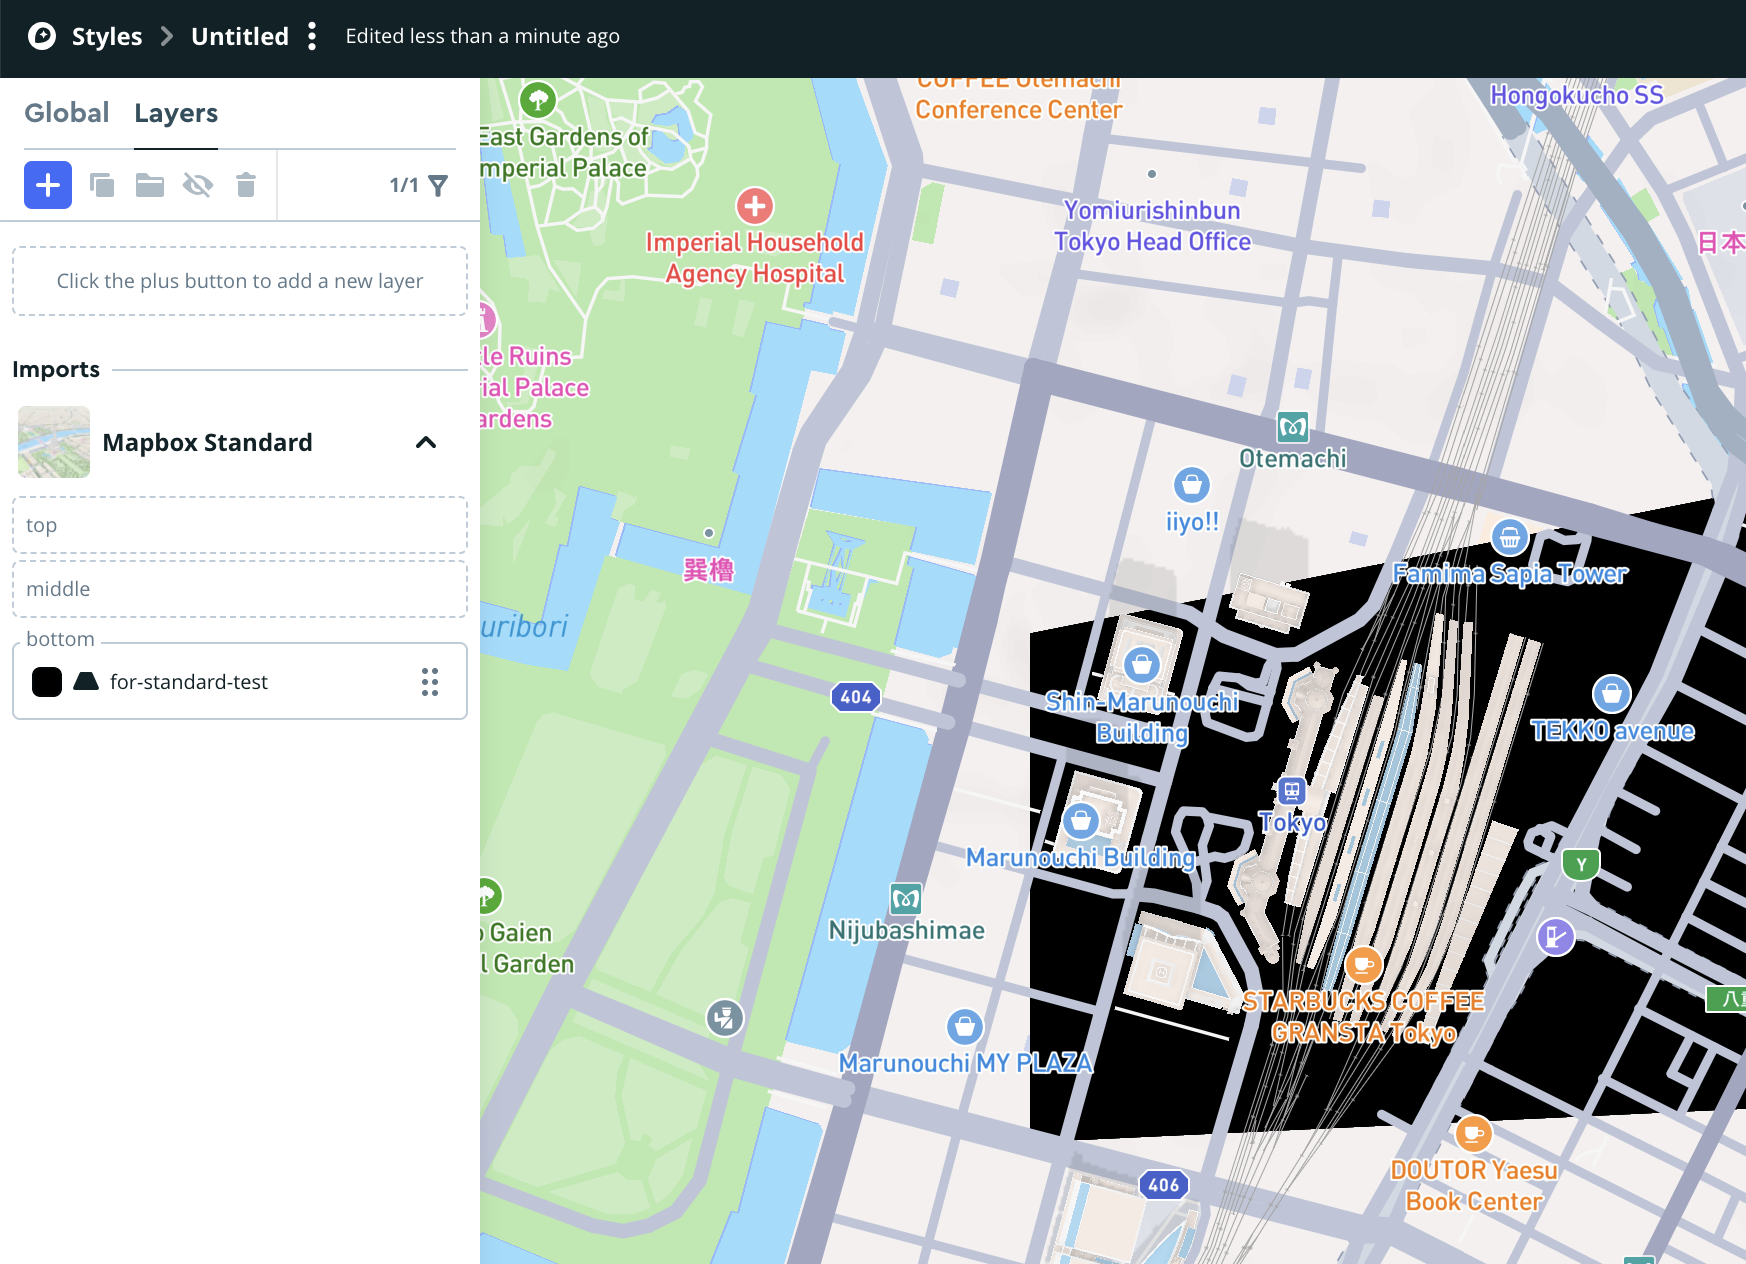 Styles
Untitled
Edited less than a minute ago
Global
Layers
1/1
Click the plus button to add a new layer
Imports
Mapbox Standard
top
middle
bottom
for-standard-test
COFFEE Otemachi
Conference Center
Hongokucho SS
East Gardens of
mperial Palace
Imperial Household
Agency Hospital
Yomiurishinbun
Tokyo Head Office
日本
cle Ruins
rial Palace
ardens
Otemachi
iiyo!!
巽櫓
Famima Sapia Tower
uribori
404
Shin-Marunouchi
Building
TEKKO avenue
Tokyo
Marunouchi Building
Y
Nijubashimae
o Gaien
l Garden
STARBUCKS COFFEE
GRANSTA Tokyo
八重
Marunouchi MY PLAZA
DOUTOR Yaesu
Book Center
406